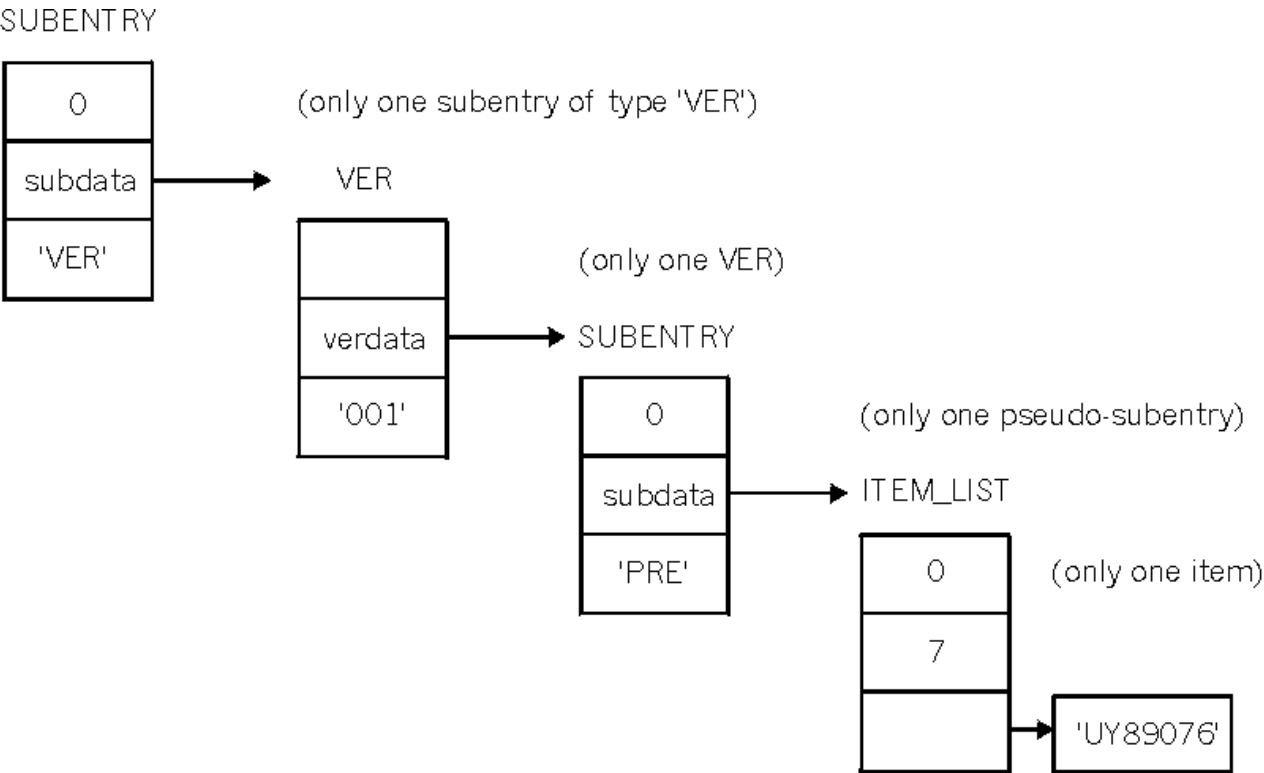 SUBENTRY
0
(only one subentry of type 'VER')
subdata
VER
'VER'
(only one VER)
verdata
SUBENTRY
'001'
0
(only one pseudo-subentry)
subdata
ITEM_LIST
'PRE'
0
(only one item)
7
'UY89076'